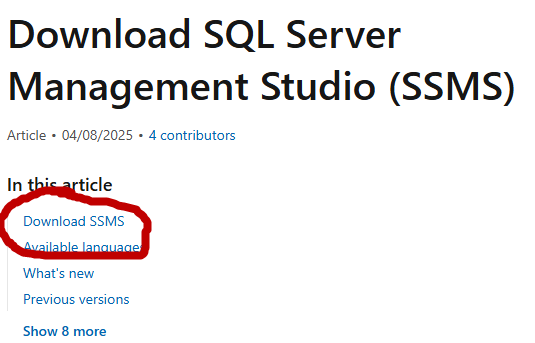 Download SQL Server
Management Studio (SSMS)
Article • 04/08/2025 • 4 contributors
In this article
Download SSMS
Available languages
What's new
Previous versions
Show 8 more